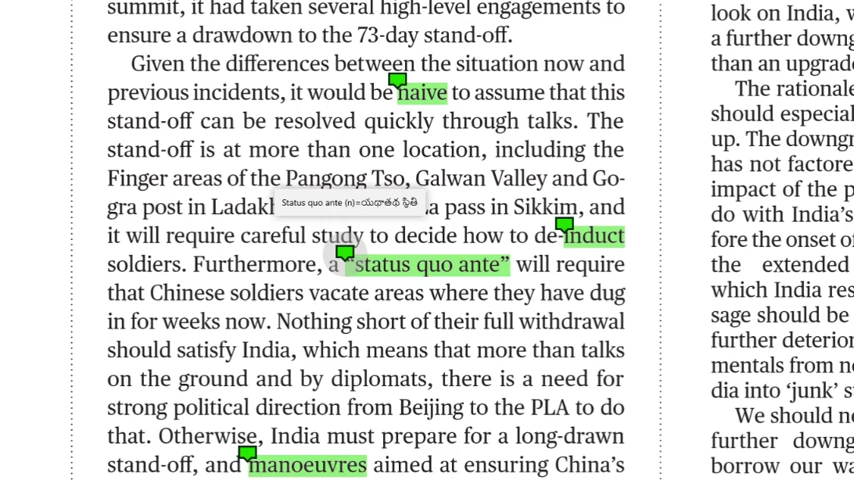 summit, it had taken several high-level engagements to
ensure a drawdown to the 73-day stand-off.
Given the differences between the situation now and
previous incidents, it would be naive to assume that this
stand-off can be resolved quickly through talks. The
stand-off is at more than one location, including the
Finger areas of the Pangong Tso, Galwan Valley and Go-
gra post in Ladakh
Status quo ante (n)=యథాతథ స్థితి
pass in Sikkim, and
it will require careful study to decide how to de-induct
soldiers. Furthermore, a “status quo ante” will require
that Chinese soldiers vacate areas where they have dug
in for weeks now. Nothing short of their full withdrawal
should satisfy India, which means that more than talks
on the ground and by diplomats, there is a need for
strong political direction from Beijing to the PLA to do
that. Otherwise, India must prepare for a long-drawn
stand-off, and manoeuvres aimed at ensuring China’s
look on India, w
a further downg
than an upgrad
The rationale
should especial
up. The downgr
has not factore
impact of the p
do with India’s
fore the onset of
the extended
which India res
sage should be
further deterior
mentals from ne
dia into ‘junk’ s
We should ne
further downg
borrow our wa